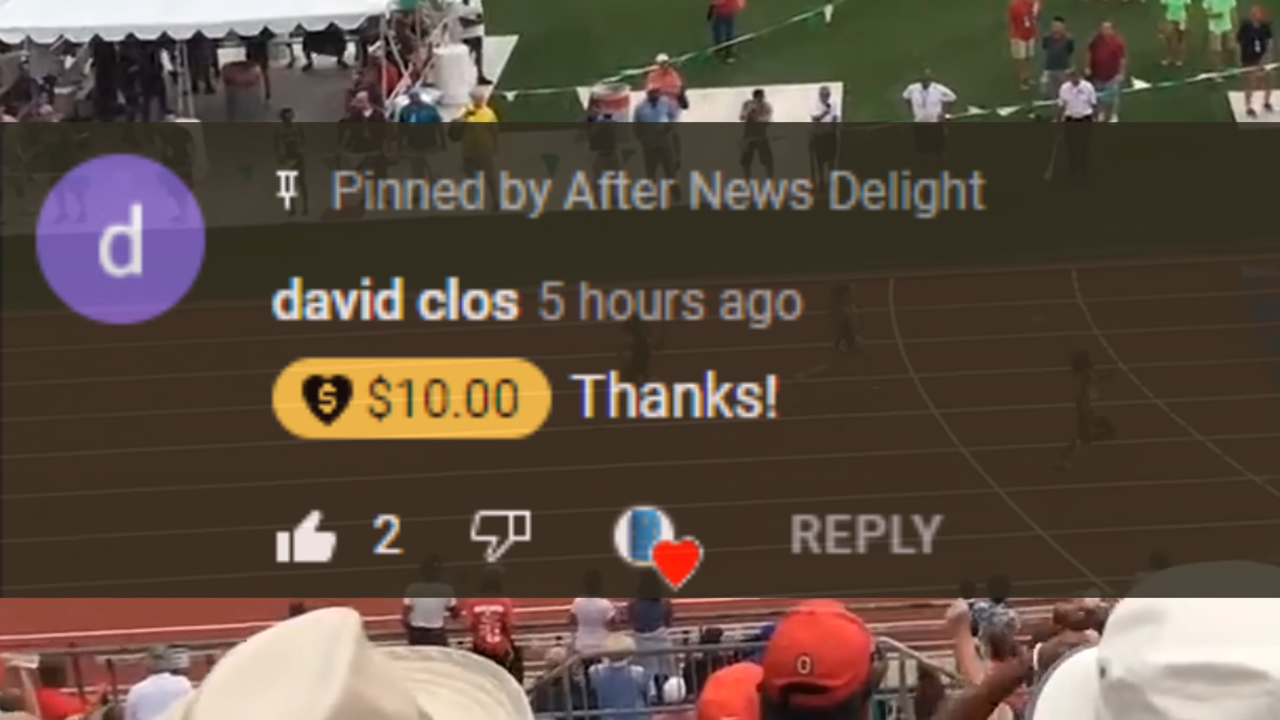 d
Pinned by After News Delight
david clos 5 hours ago
$10.00 Thanks!
2
REPLY
O